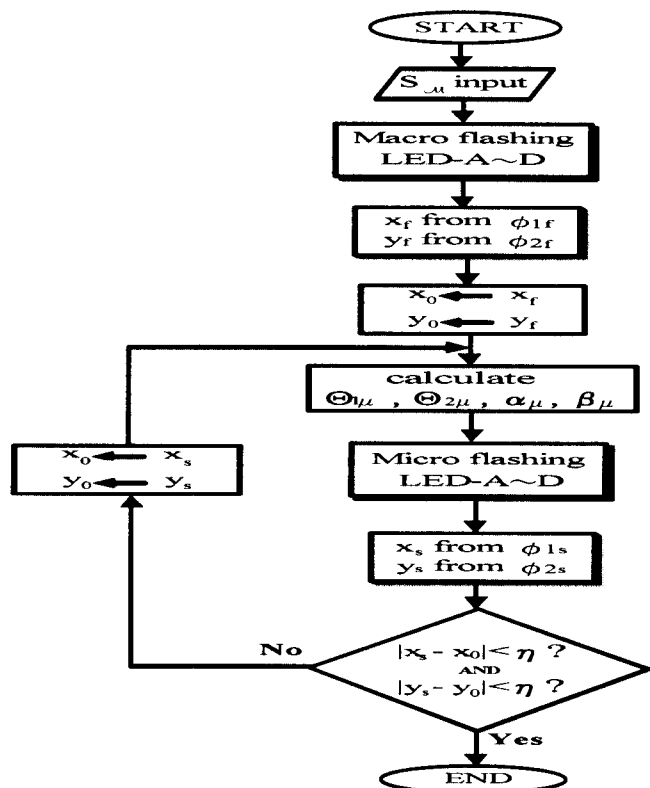 START
S μ input
Macro flashing
LED-A~D
x_f from ϕ_1f
y_f from ϕ_2f
x_0 ← x_f
y_0 ← y_f
calculate
Θ_1μ , Θ_2μ, α_μ, β_μ
x_0 ← x_s
y_0 ← y_s
Micro flashing
LED-A~D
x_s from ϕ_1s
y_s from ϕ_2s
No
|x_s - x_0| < η ?
AND
|y_s - y_0| < η ?
Yes
END